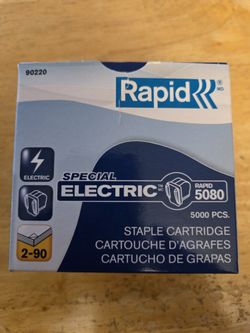 90220
Rapid
ELECTRIC
SPECIAL
ELECTRIC
RAPID
5080
5000 PCS.
2-90
STAPLE CARTRIDGE
CARTOUCHE D'AGRAFES
CARTUCHO DE GRAPAS